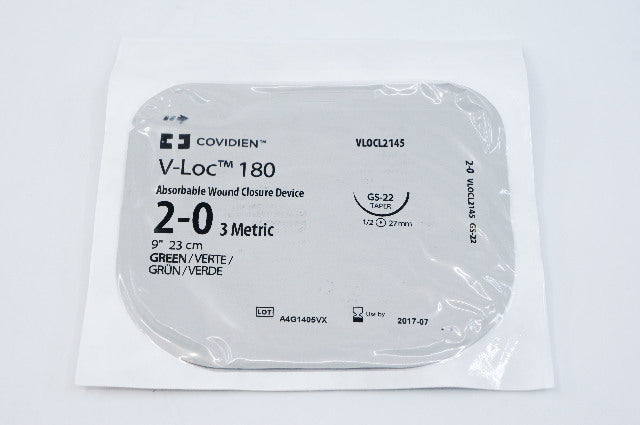 COVIDIEN™
VLOCL2145
V-Loc™ 180
Absorbable Wound Closure Device
2-0 3 Metric
9" 23 cm
GREEN/VERTE/
GRÜN/VERDE
GS-22
TAPER
1/2 27mm
2-0 VLOCL2145 GS-22
LOT A4G1405VX
Use by 2017-07